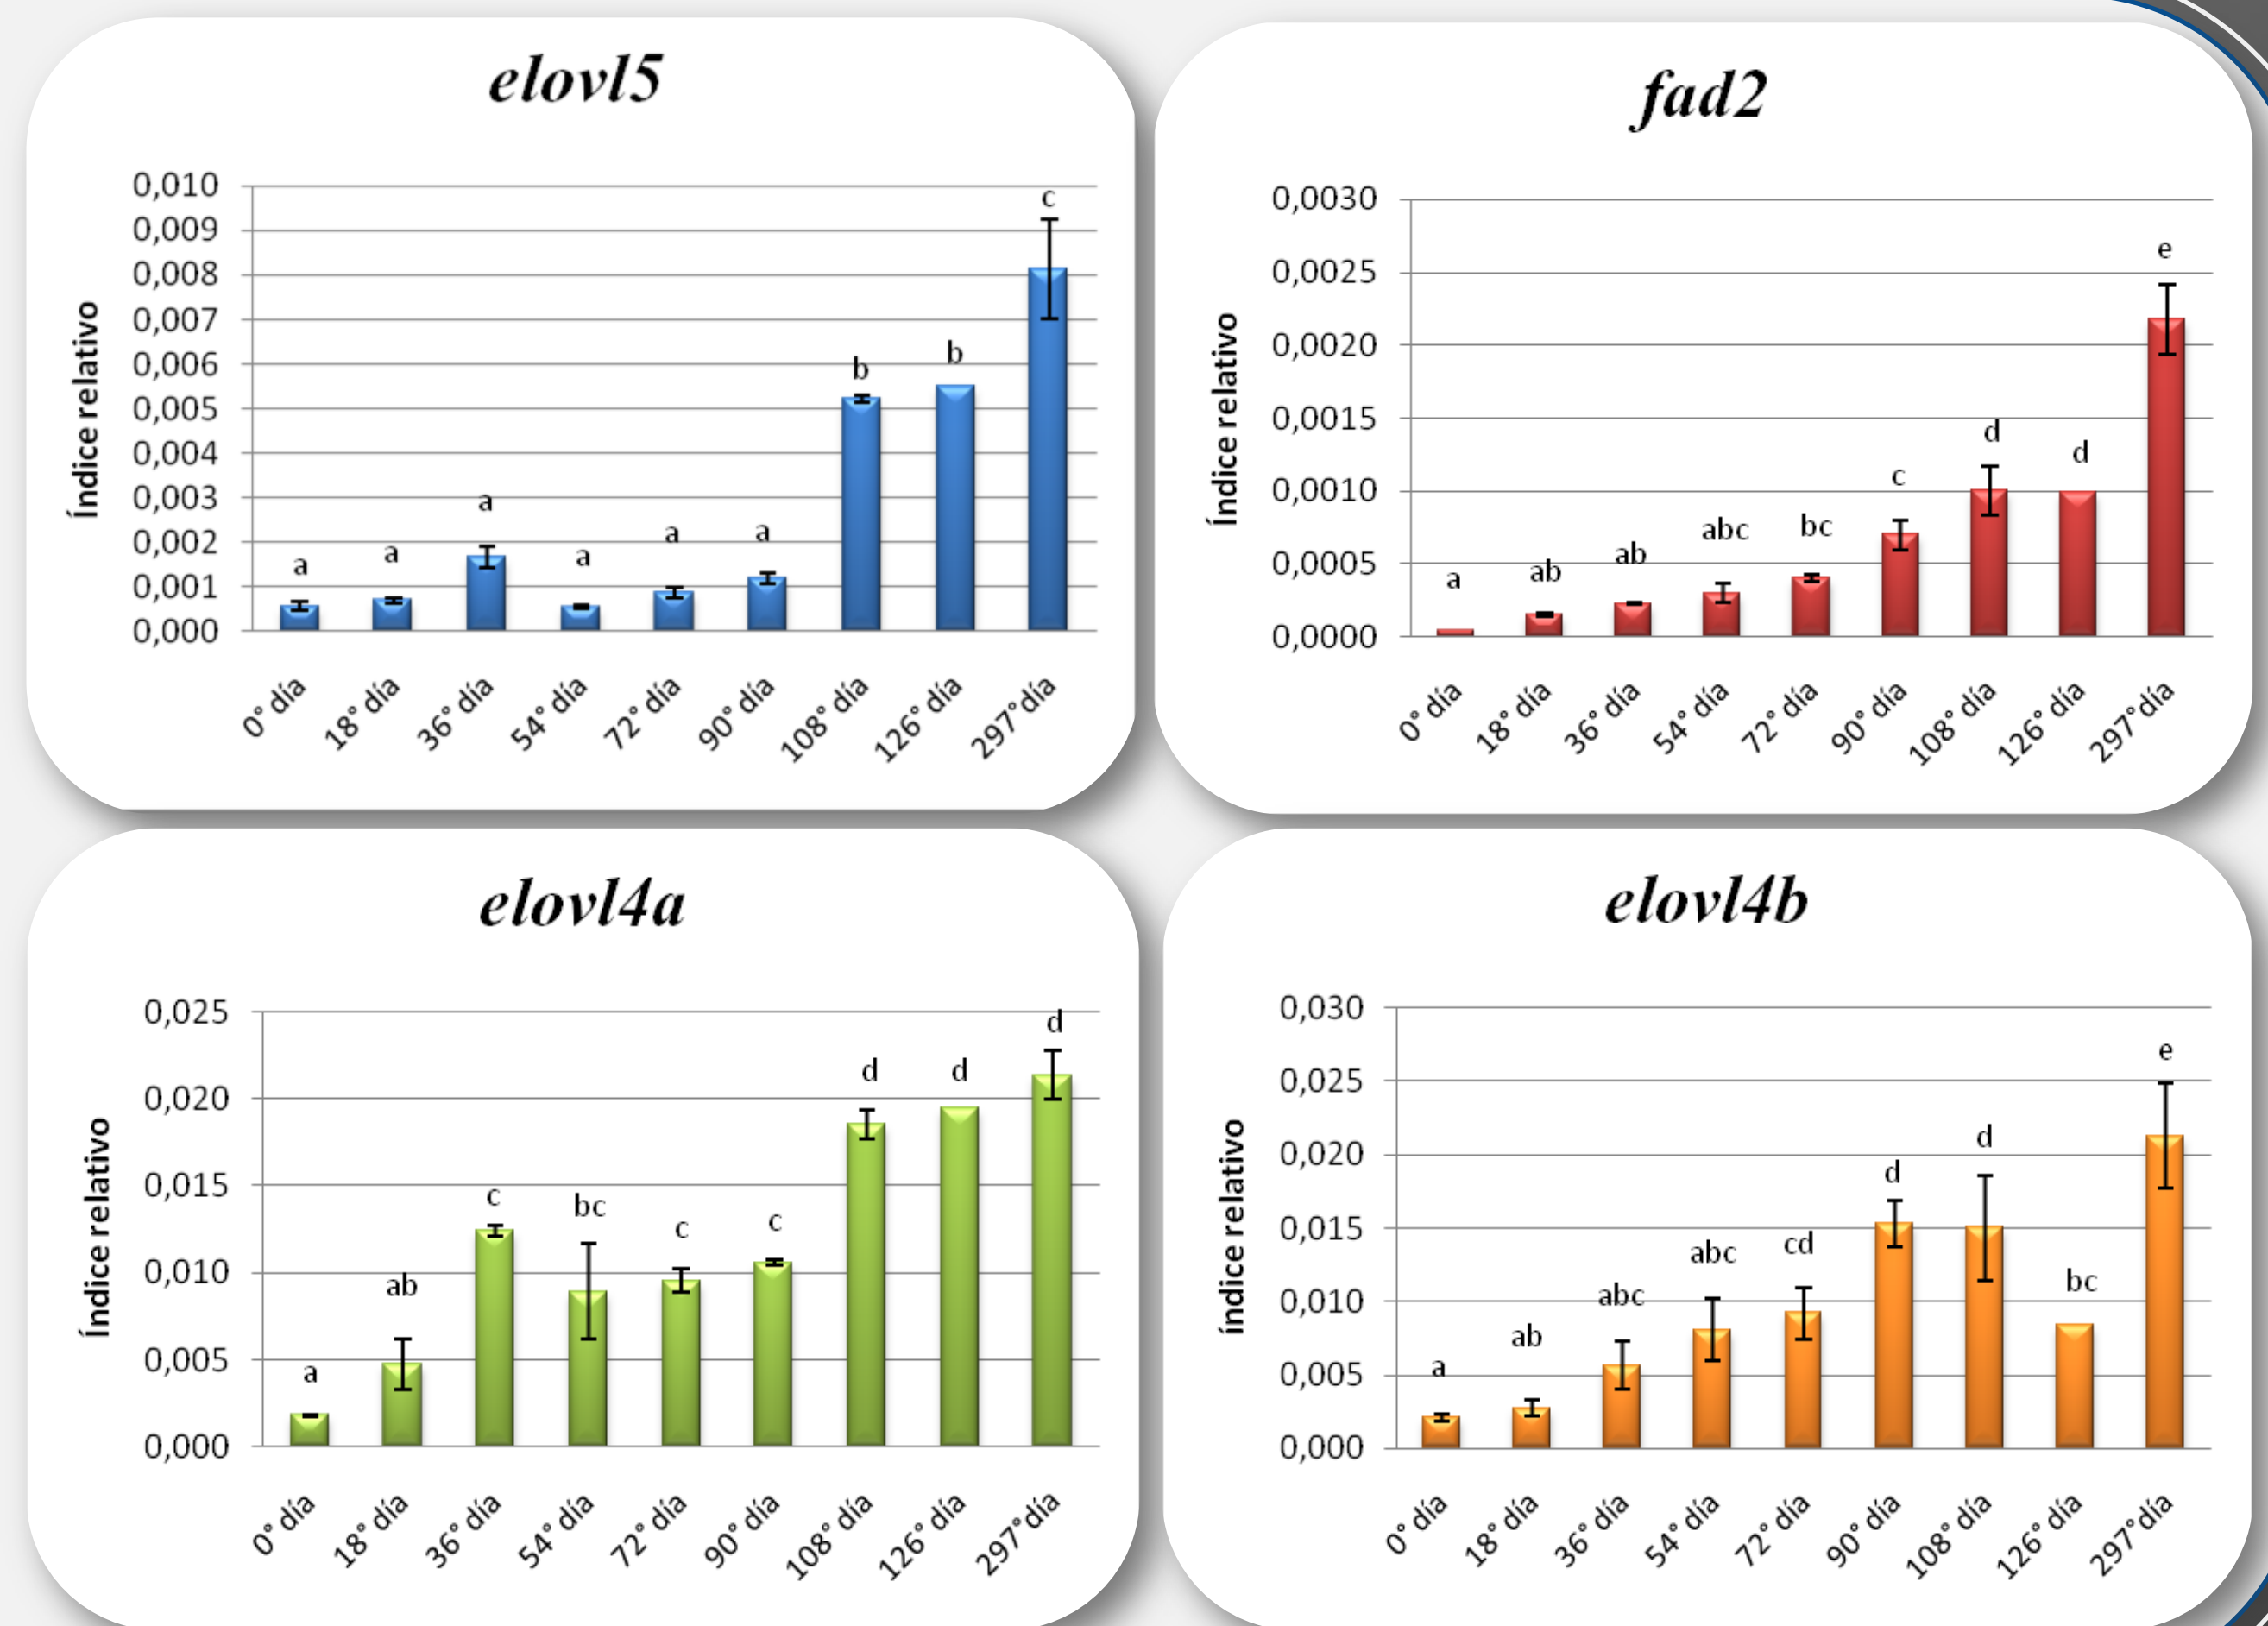 elovl5
Índice relativo
0,010
0,009
0,008
0,007
0,006
0,005
0,004
0,003
0,002
0,001
0,000
a
a
a
a
a
a
b
b
c
0° día
18° día
36° día
54° día
72° día
90° día
108° día
126° día
297°día
fad2
Índice relativo
0,0030
0,0025
0,0020
0,0015
0,0010
0,0005
0,0000
a
ab
ab
abc
bc
c
d
d
e
0° día
18° día
36° día
54° día
72° día
90° día
108° día
126° día
297°día
elovl4a
Índice relativo
0,025
0,020
0,015
0,010
0,005
0,000
a
ab
c
bc
c
c
d
d
d
0° día
18° día
36° día
54° día
72° día
90° día
108° día
126° día
297°día
elovl4b
Índice relativo
0,030
0,025
0,020
0,015
0,010
0,005
0,000
a
ab
abc
abc
cd
d
d
bc
e
0° día
18° día
36° día
54° día
72° día
90° día
108° día
126° día
297°día